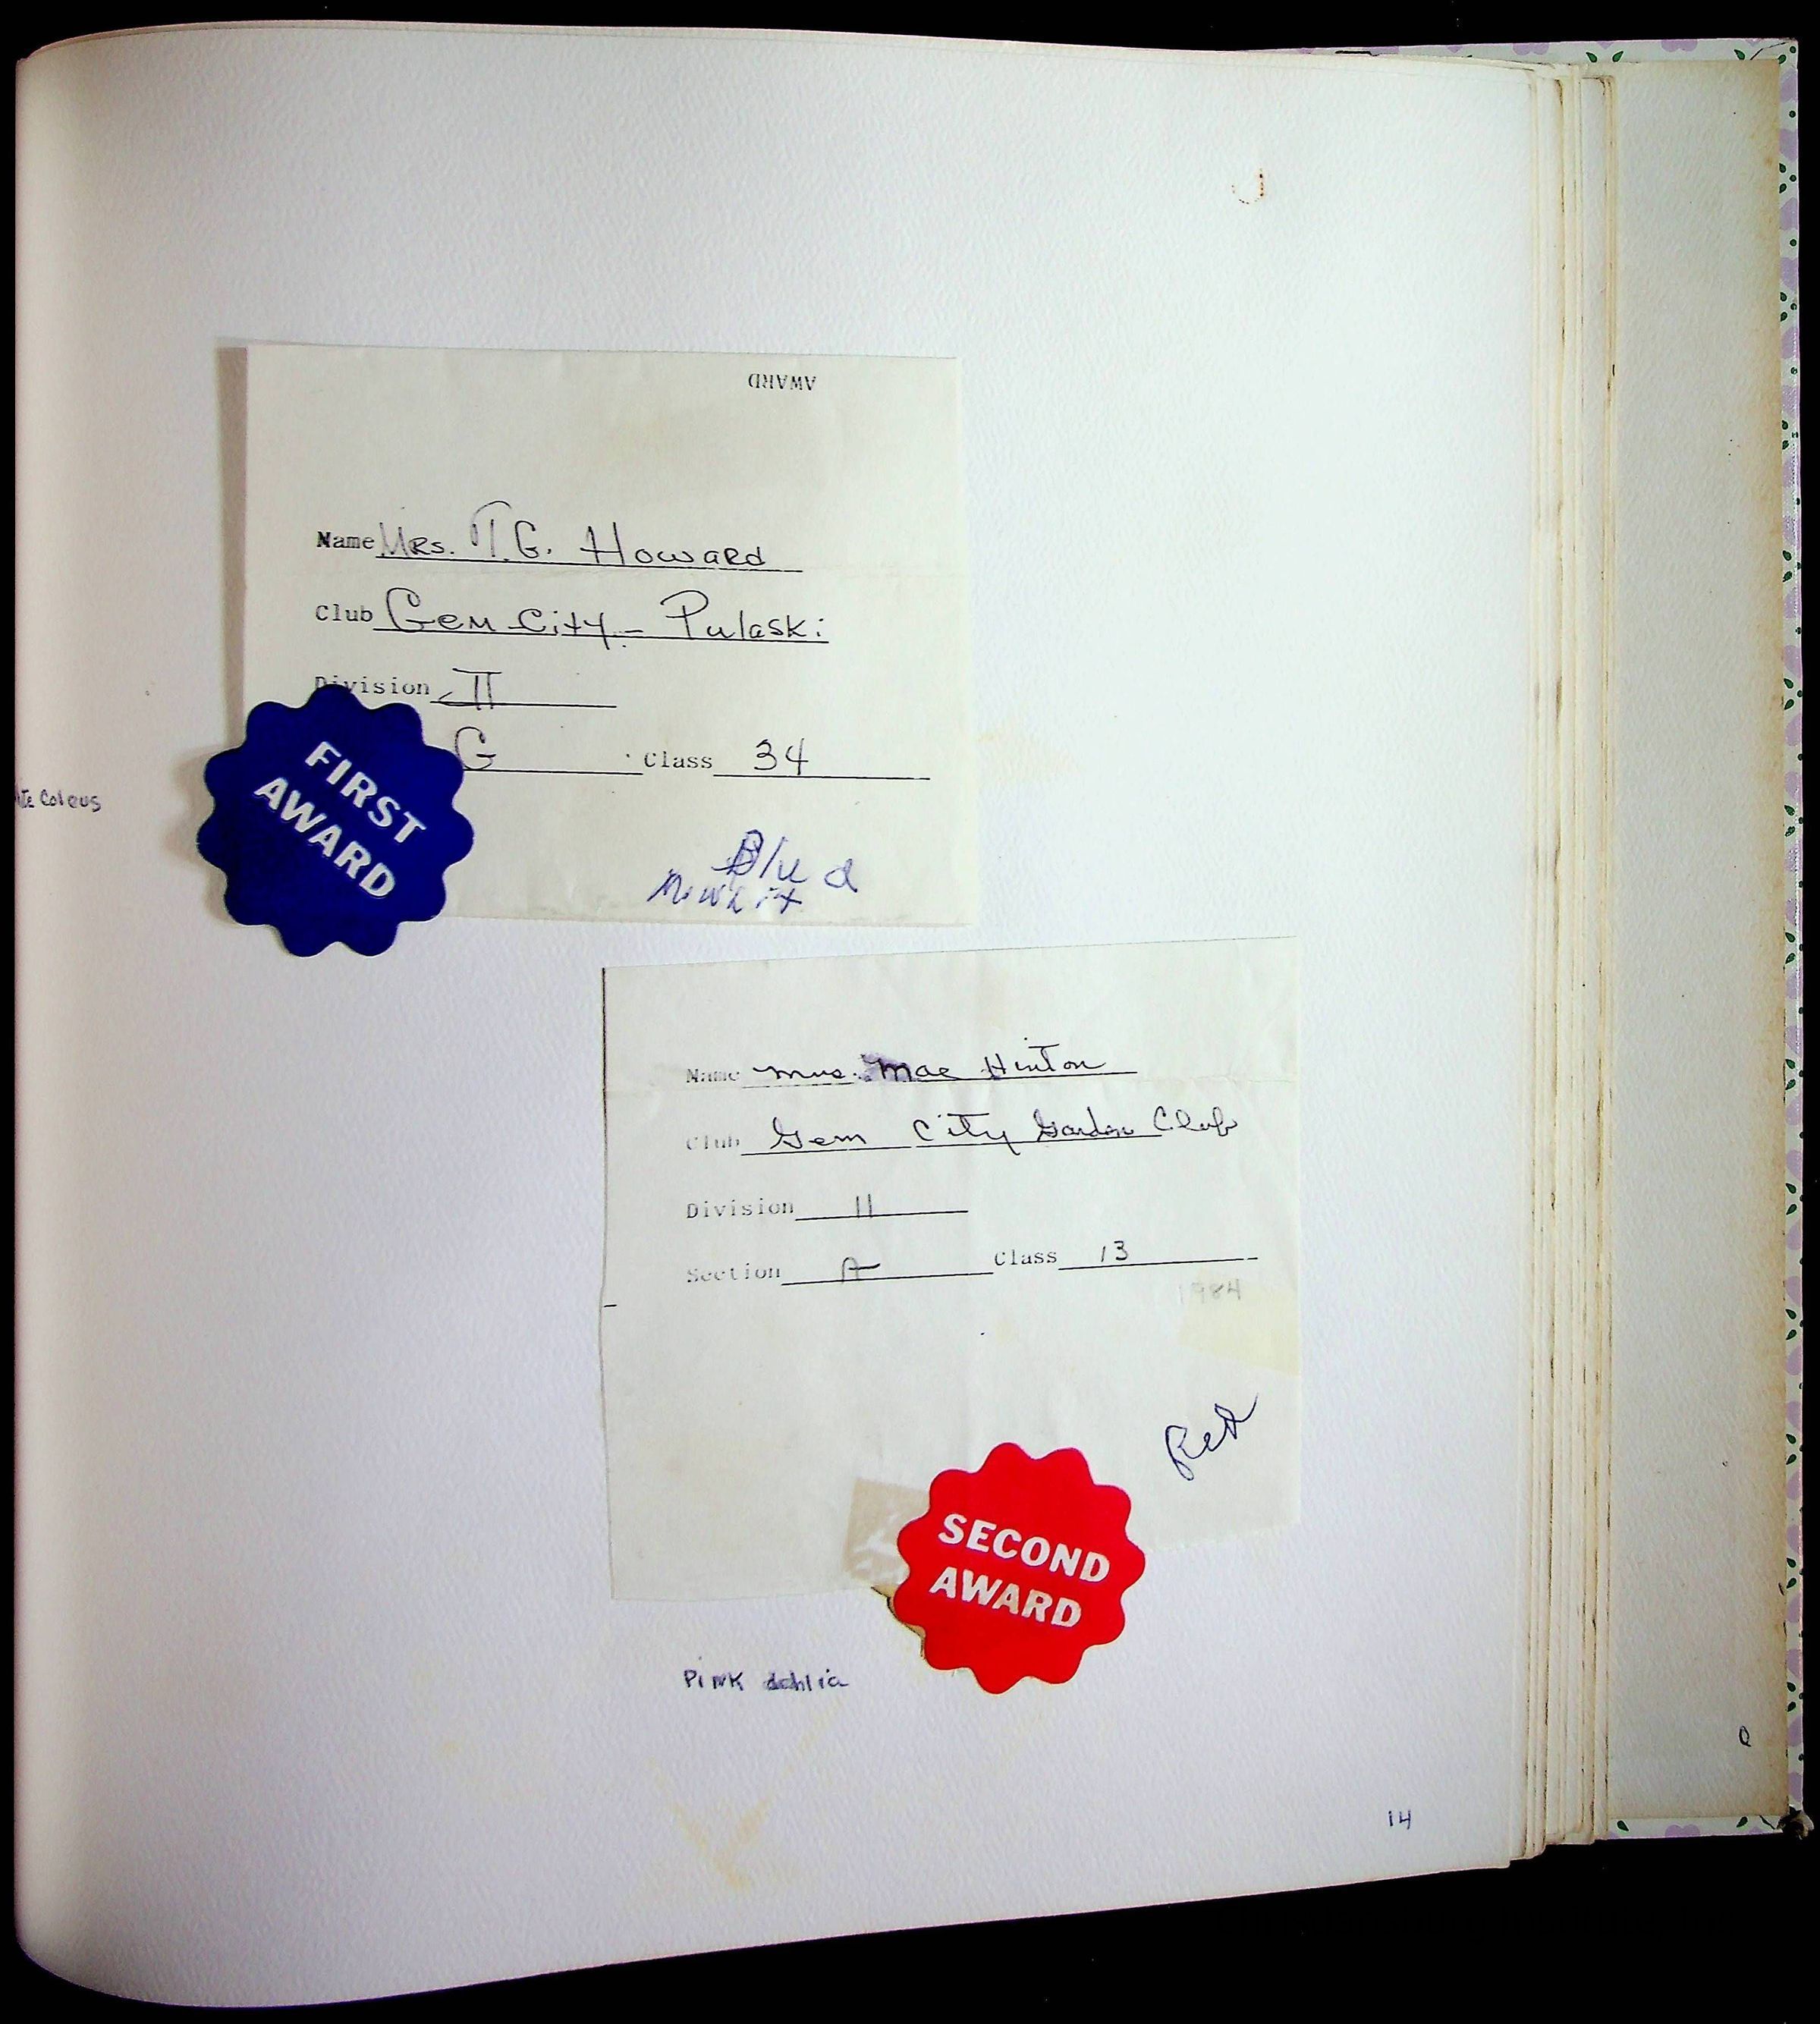 AWARD
Name Mrs. T.G. Howard
Club Gem City - Pulaski
Division II
G Class 34
FIRST
AWARD
Coleus
Blue
Name Mrs. Mae Hinton
Club Gem City Garden Club
Division II
Section A Class 13
1984
Red
SECOND
AWARD
Pink dahlia
14